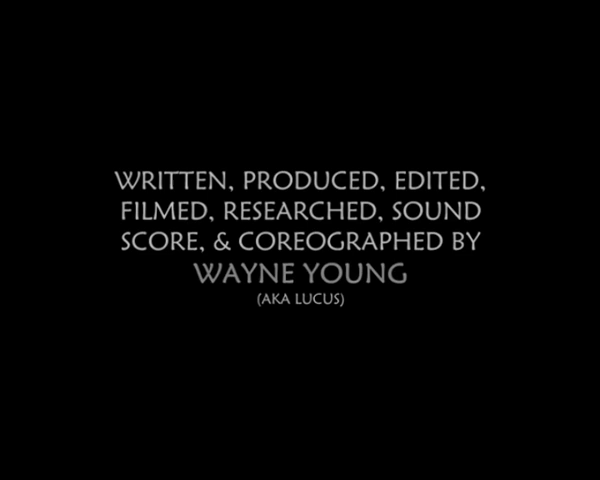 WRITTEN, PRODUCED, EDITED,
FILMED, RESEARCHED, SOUND
SCORE, & COREOGRAPHED BY
WAYNE YOUNG
(AKA LUCUS)